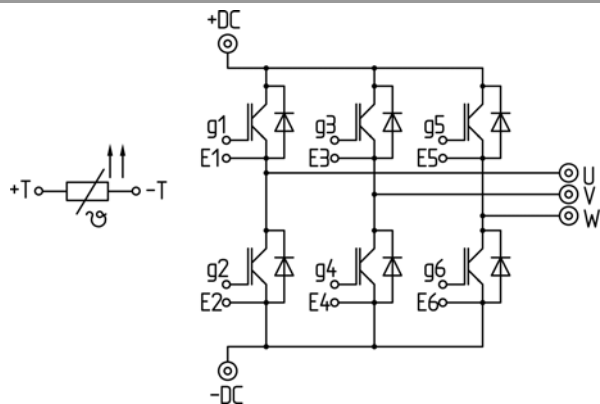 +DC
g1 g3 g5
E1 E3 E5
U
+T -T
V
ϑ
W
g2 g4 g6
E2 E4 E6
-DC